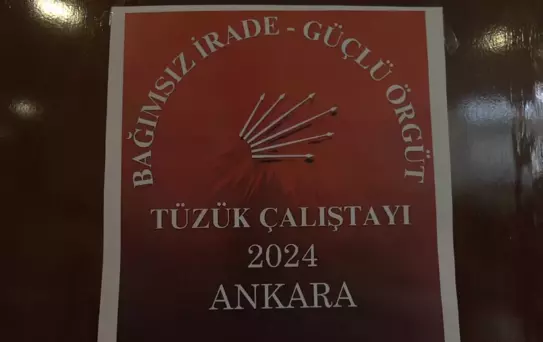 BAĞIMSIZ İRADE - GÜÇLÜ ÖRGÜT
TÜZÜK ÇALIŞTAYI
2024
ANKARA